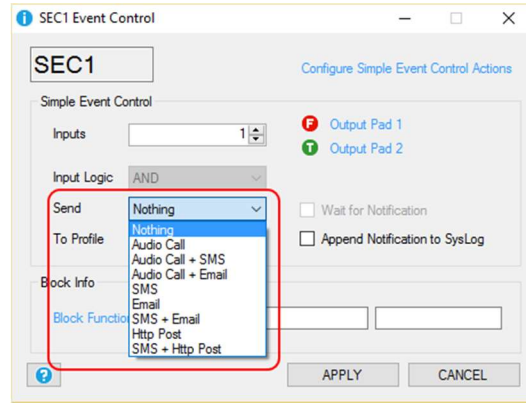 SEC1 Event Control
SEC1
Configure Simple Event Control Actions
Simple Event Control
Inputs
1
F Output Pad 1
T Output Pad 2
Input Logic
AND
Send
Nothing
Wait for Notification
To Profile
Append Notification to SysLog
Nothing
Audio Call
Audio Call + SMS
Audio Call + Email
SMS
Email
SMS + Email
Http Post
SMS + Http Post
Block Info
Block Function
?
APPLY
CANCEL